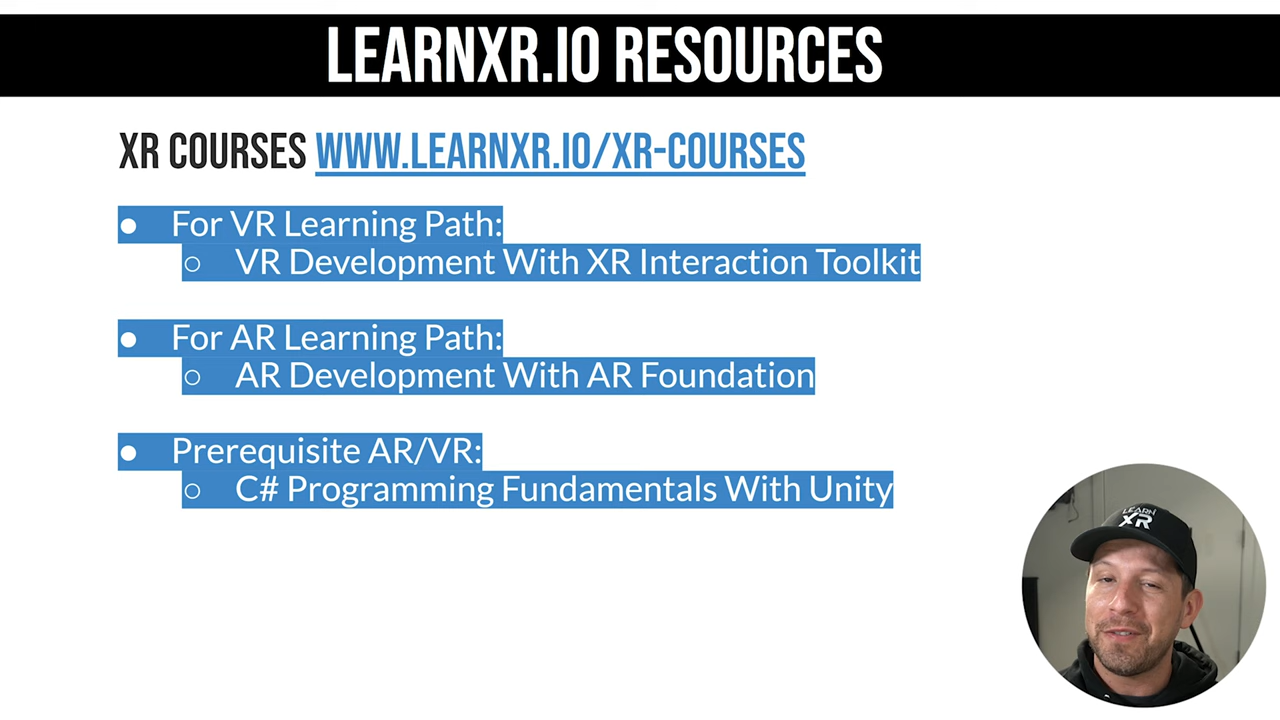 LEARNXR.IO RESOURCES
XR COURSES WWW.LEARNXR.IO/XR-COURSES
● For VR Learning Path:
○ VR Development With XR Interaction Toolkit
● For AR Learning Path:
○ AR Development With AR Foundation
● Prerequisite AR/VR:
○ C# Programming Fundamentals With Unity
LEARN
XR